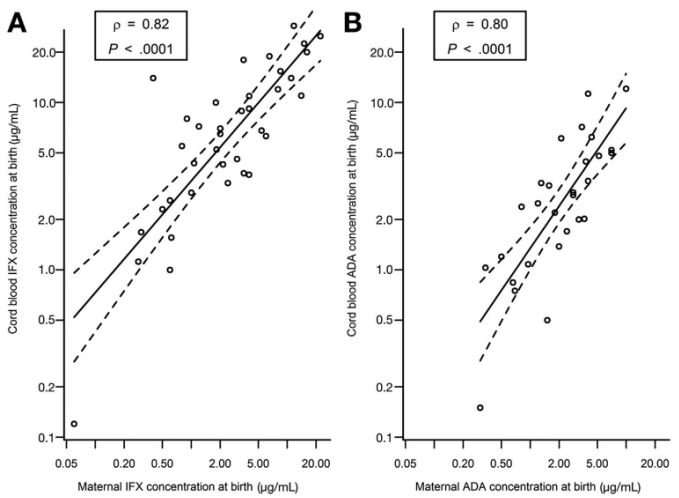 A
ρ = 0.82
P < .0001
Cord blood IFX concentration at birth (μg/mL)
20.0
10.0
5.0
2.0
1.0
0.5
0.2
0.1
0.05 0.20 0.50 2.00 5.00 20.00
Maternal IFX concentration at birth (μg/mL)
B
ρ = 0.80
P < .0001
Cord blood ADA concentration at birth (μg/mL)
20.0
10.0
5.0
2.0
1.0
0.5
0.2
0.1
0.05 0.20 0.50 2.00 5.00 20.00
Maternal ADA concentration at birth (μg/mL)